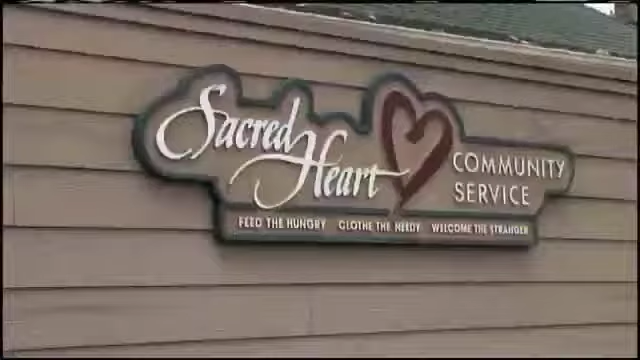 Sacred
Heart
COMMUNITY
SERVICE
FEED THE HUNGRY CLOTHE THE NEEDY WELCOME THE STRANGER